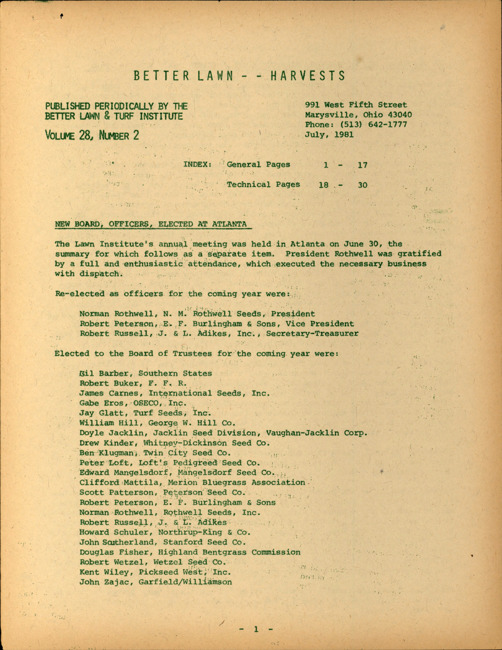 BETTER LAWN - - HARVESTS
PUBLISHED PERIODICALLY BY THE
BETTER LAWN & TURF INSTITUTE
VOLUME 28, NUMBER 2
991 West Fifth Street
Marysville, Ohio 43040
Phone: (513) 642-1777
July, 1981
INDEX: General Pages 1 - 17
Technical Pages 18 - 30
NEW BOARD, OFFICERS, ELECTED AT ATLANTA
The Lawn Institute's annual meeting was held in Atlanta on June 30, the
summary for which follows as a separate item. President Rothwell was gratified
by a full and enthusiastic attendance, which executed the necessary business
with dispatch.
Re-elected as officers for the coming year were:
Norman Rothwell, N. M. Rothwell Seeds, President
Robert Peterson, E. F. Burlingham & Sons, Vice President
Robert Russell, J. & L. Adikes, Inc., Secretary-Treasurer
Elected to the Board of Trustees for the coming year were:
Gil Barber, Southern States
Robert Buker, F. F. R.
James Carnes, International Seeds, Inc.
Gabe Eros, OSECO, Inc.
Jay Glatt, Turf Seeds, Inc.
William Hill, George W. Hill Co.
Doyle Jacklin, Jacklin Seed Division, Vaughan-Jacklin Corp.
Drew Kinder, Whitney-Dickinson Seed Co.
Ben Klugman, Twin City Seed Co.
Peter Loft, Loft's Pedigreed Seed Co.
Edward Mangelsdorf, Mangelsdorf Seed Co.
Clifford Mattila, Merion Bluegrass Association
Scott Patterson, Peterson Seed Co.
Robert Peterson, E. F. Burlingham & Sons
Norman Rothwell, Rothwell Seeds, Inc.
Robert Russell, J. & L. Adikes
Howard Schuler, Northrup-King & Co.
John Sutherland, Stanford Seed Co.
Douglas Fisher, Highland Bentgrass Commission
Robert Wetzel, Wetzel Seed Co.
Kent Wiley, Pickseed West, Inc.
John Zajac, Garfield/Williamson
- 1 -